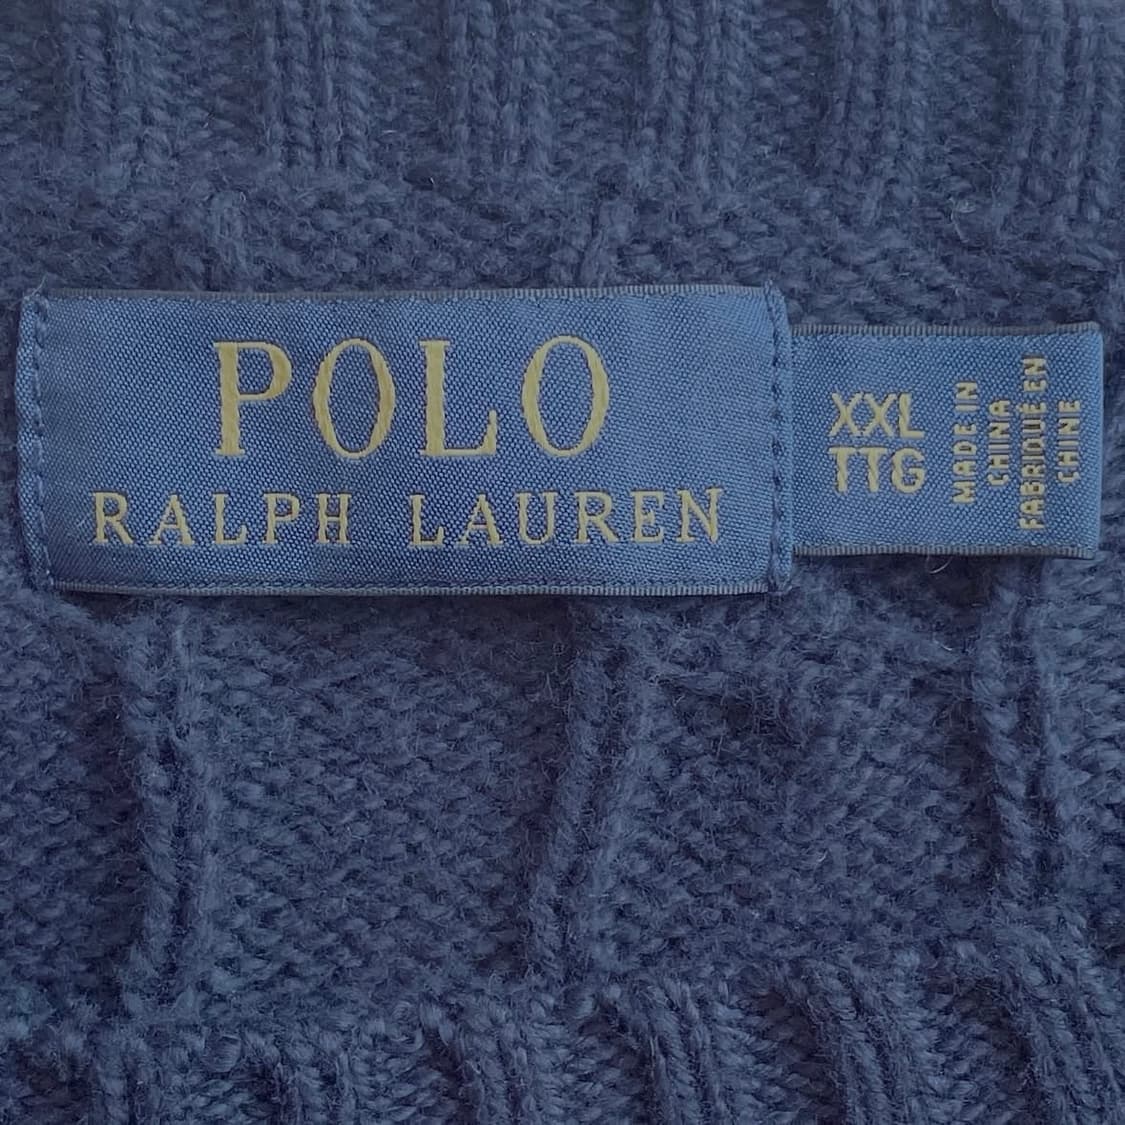 POLO
RALPH LAUREN
XXL
TTG
MADE IN
CHINA
FABRIQUÉ EN
CHINE